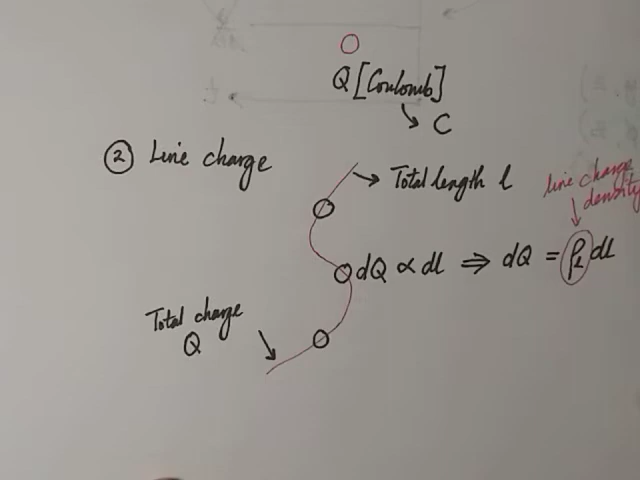 Q [Coulomb]
C
② Line charge
Total length l
line charge density
dQ ∝ dl ⇒ dQ = ρL dl
Total charge
Q